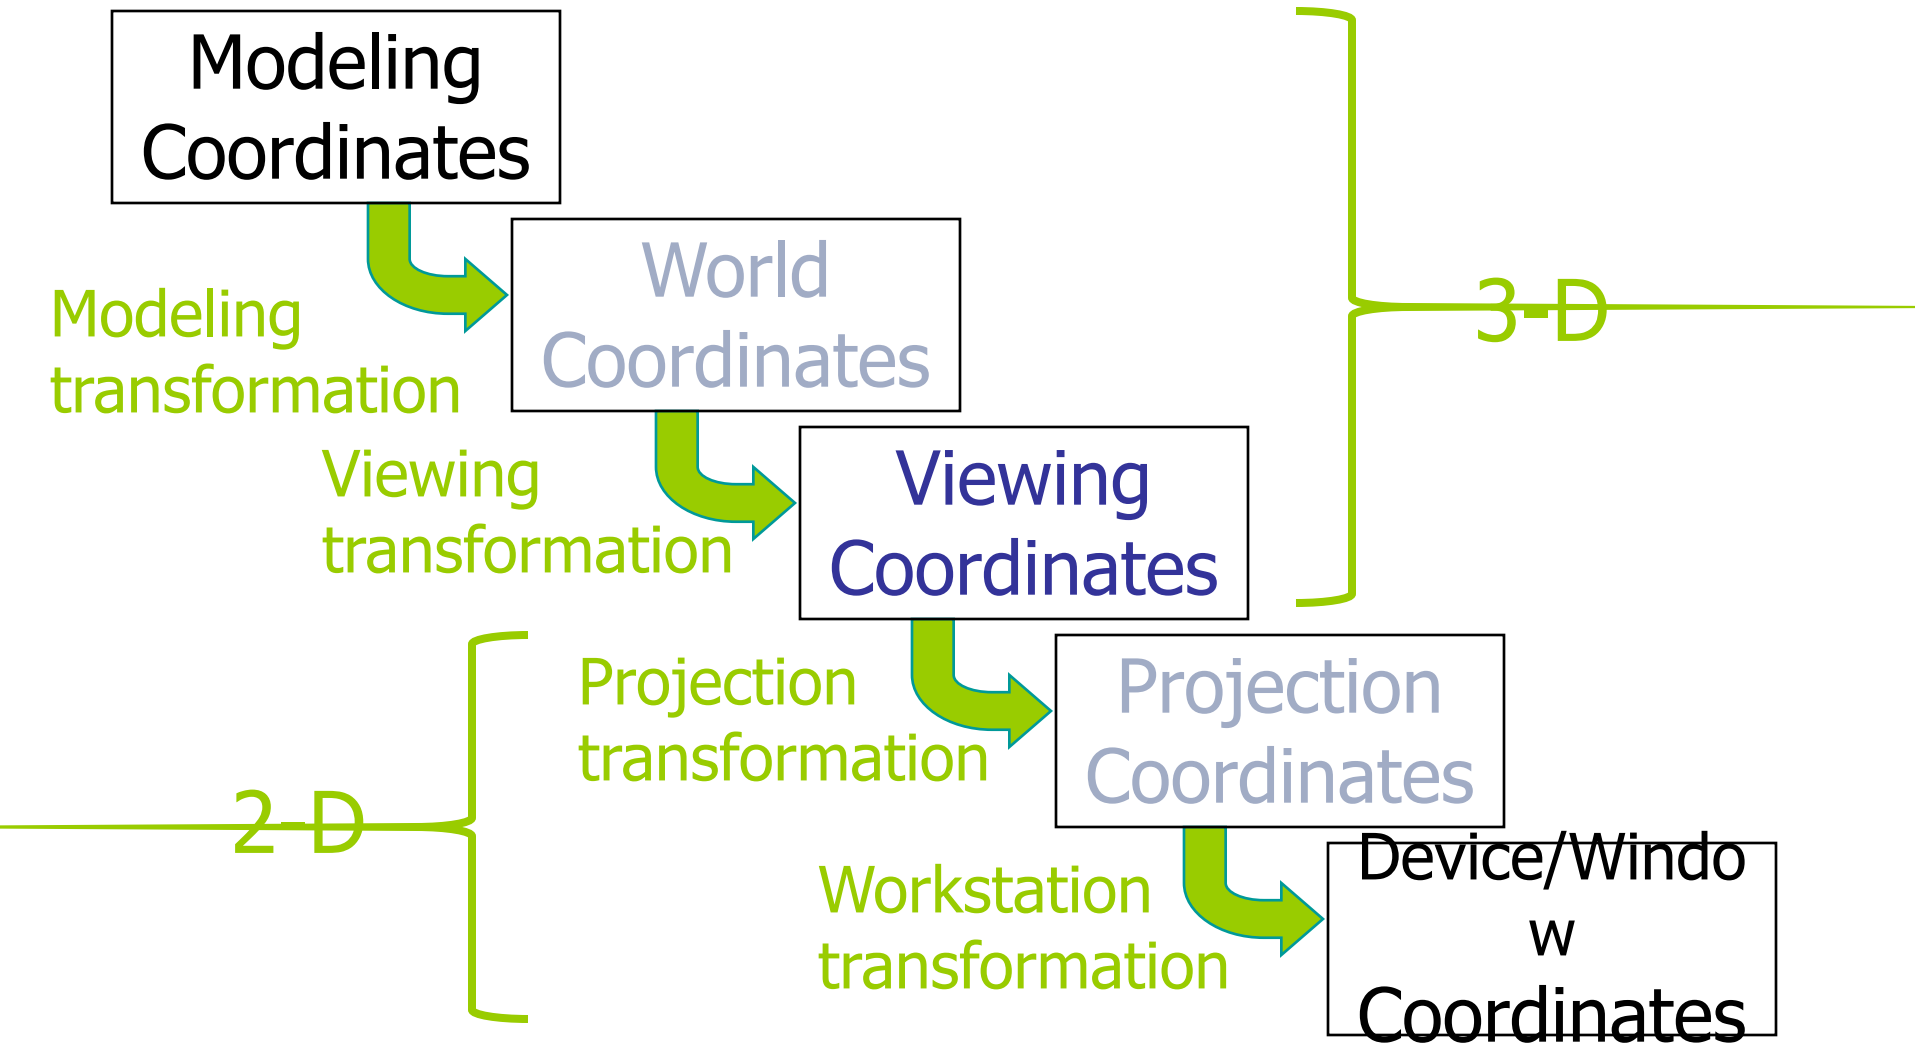 Modeling
Coordinates
World
Coordinates
3-D
Modeling
transformation
Viewing
transformation
Viewing
Coordinates
Projection
transformation
Projection
Coordinates
2-D
Workstation
transformation
Device/Windo
w
Coordinates